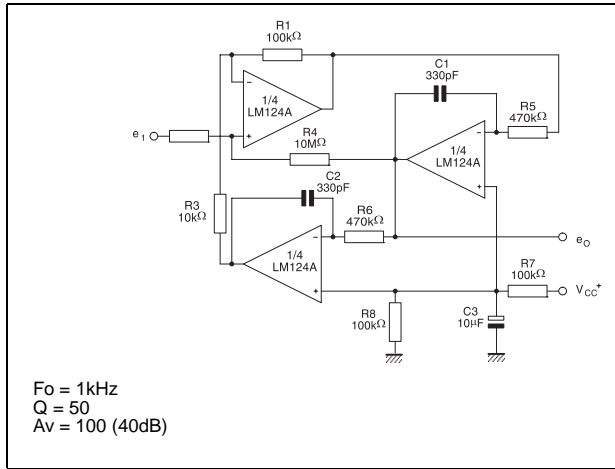 R1
100kΩ
C1
330pF
1/4
LM124A
R5
470kΩ
e1
R4
10MΩ
1/4
LM124A
C2
330pF
R3
10kΩ
R6
470kΩ
1/4
LM124A
eO
R7
100kΩ
VCC+
R8
100kΩ
C3
10μF
Fo = 1kHz
Q = 50
Av = 100 (40dB)